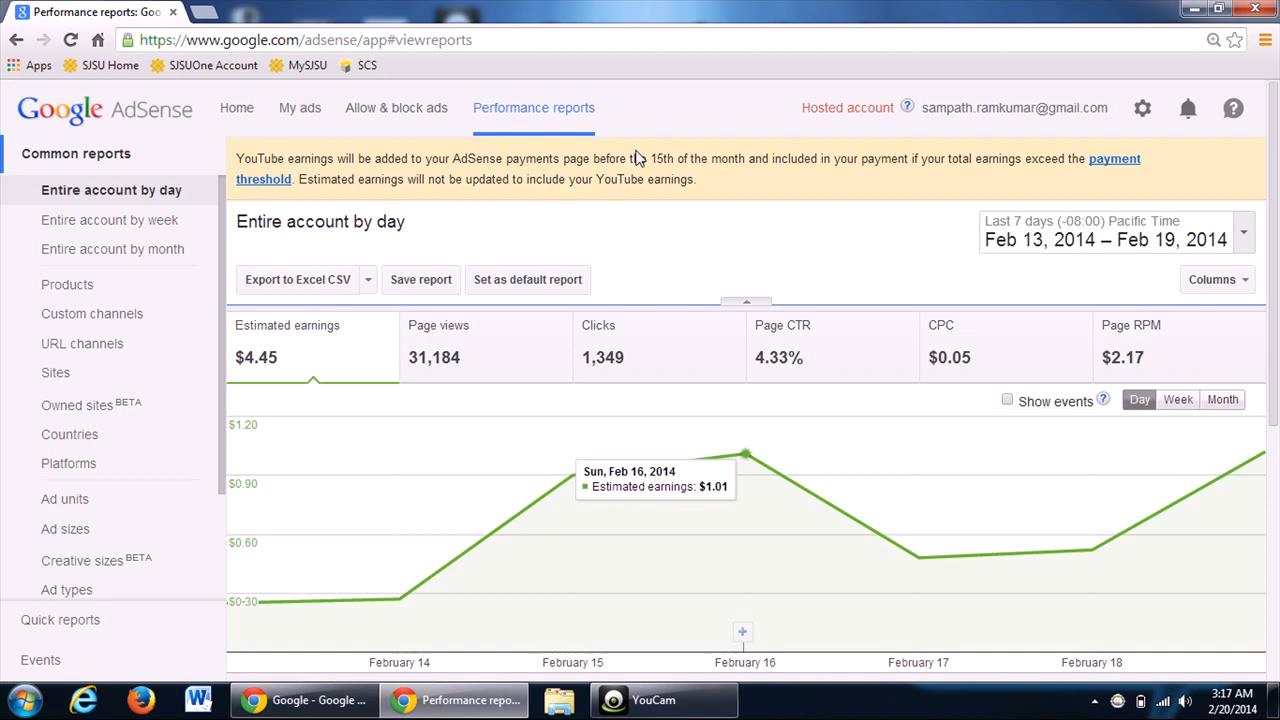 Performance reports: Goo
https://www.google.com/adsense/app#viewreports
Apps SJSU Home SJSUOne Account MySJSU SCS
Google AdSense Home My ads Allow & block ads Performance reports Hosted account ? sampath.ramkumar@gmail.com ?
Common reports
Entire account by day
Entire account by week
Entire account by month
Products
Custom channels
URL channels
Sites
Owned sites BETA
Countries
Platforms
Ad units
Ad sizes
Creative sizes BETA
Ad types
Quick reports
Events
YouTube earnings will be added to your AdSense payments page before the 15th of the month and included in your payment if your total earnings exceed the payment
threshold. Estimated earnings will not be updated to include your YouTube earnings.
Entire account by day
Last 7 days (-08:00) Pacific Time
Feb 13, 2014 – Feb 19, 2014
Export to Excel CSV Save report Set as default report Columns
Estimated earnings Page views Clicks Page CTR CPC Page RPM
$4.45 31,184 1,349 4.33% $0.05 $2.17
Show events ? Day Week Month
$1.20
$0.90
$0.60
$0.30
Sun, Feb 16, 2014
Estimated earnings: $1.01
February 14 February 15 February 16 February 17 February 18
Google - Google ... Performance repo... YouCam
3:17 AM
2/20/2014